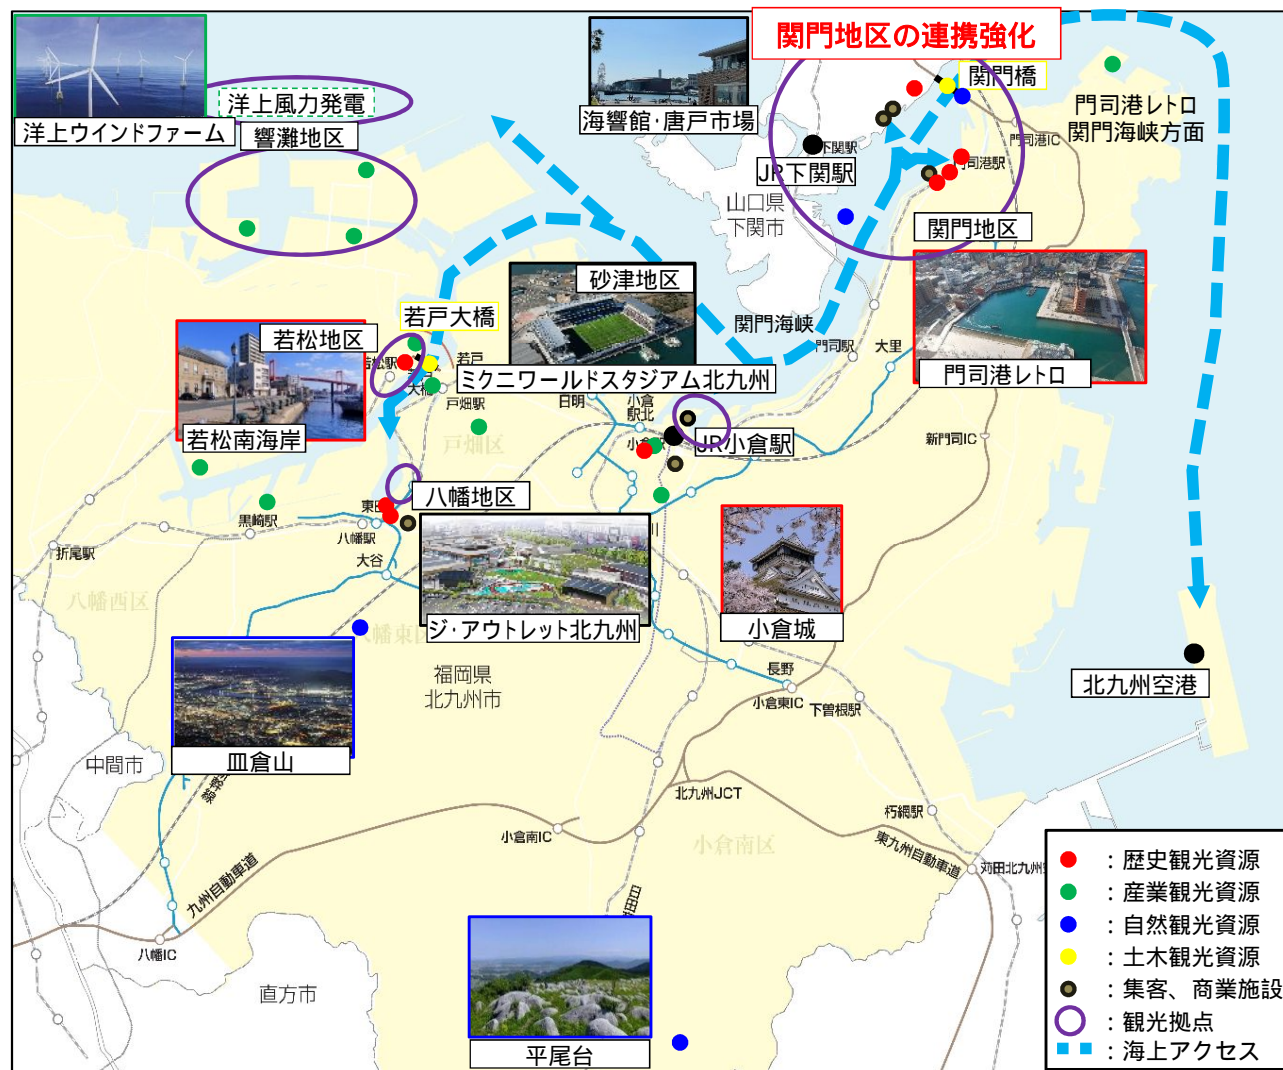 関門地区の連携強化
洋上風力発電
洋上ウインドファーム
響灘地区
海響館・唐戸市場
関門橋
門司港レトロ
関門海峡方面
門司港IC
下関駅
JR下関駅
門司港駅
山口県
下関市
関門地区
砂津地区
関門海峡
若戸大橋
若松地区
若松駅
若戸
大橋
戸畑駅
門司駅
大里
門司港レトロ
ミクニワールドスタジアム北九州
日明
小倉
駅北
若松南海岸
戸畑区
小倉駅
JR小倉駅
新門司IC
八幡地区
東田
黒崎駅
八幡駅
折尾駅
大谷
川
八幡西区
八幡東区
ジ・アウトレット北九州
小倉城
福岡県
北九州市
長野
小倉東IC
下曽根駅
北九州空港
皿倉山
中間市
北九州JCT
朽網駅
小倉南IC
小倉南区
東九州自動車道
苅田北九州空
九州自動車道
八幡IC
直方市
平尾台
：歴史観光資源
：産業観光資源
：自然観光資源
：土木観光資源
：集客、商業施設
：観光拠点
：海上アクセス